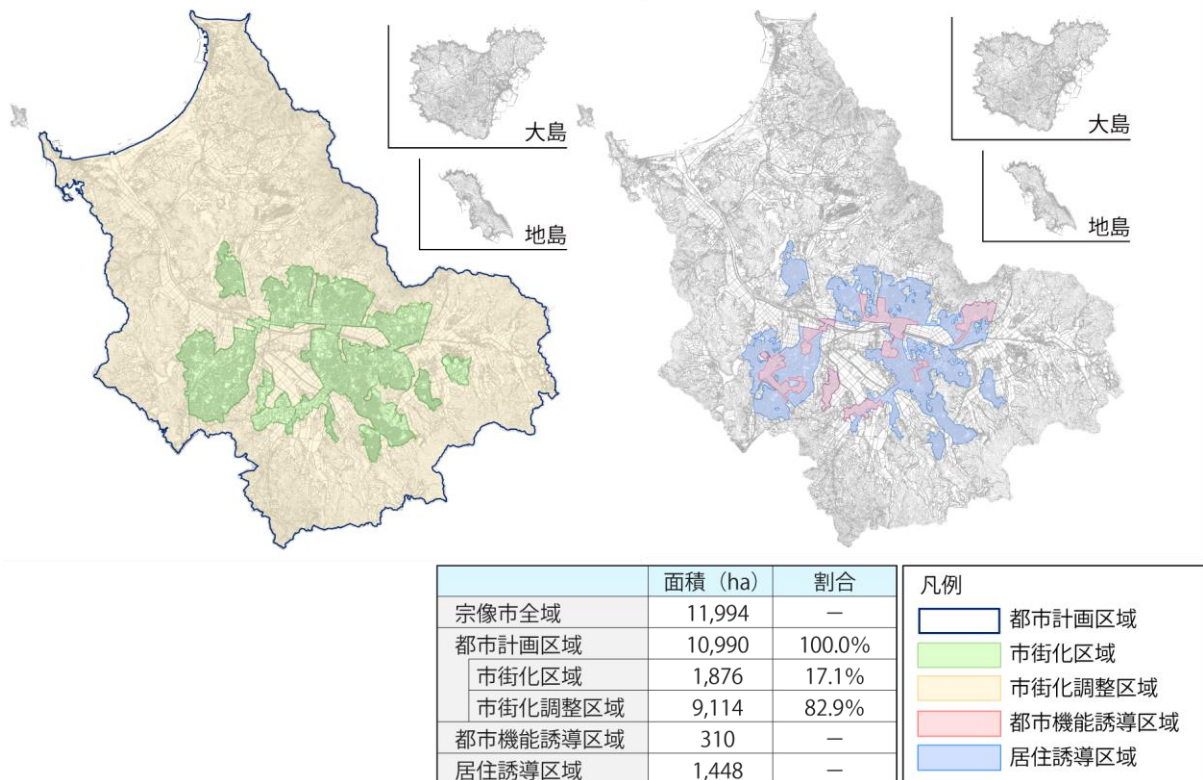 大島
地島
大島
地島
面積（ha） 割合
宗像市全域 11,994 －
都市計画区域 10,990 100.0%
市街化区域 1,876 17.1%
市街化調整区域 9,114 82.9%
都市機能誘導区域 310 －
居住誘導区域 1,448 －
凡例
都市計画区域
市街化区域
市街化調整区域
都市機能誘導区域
居住誘導区域